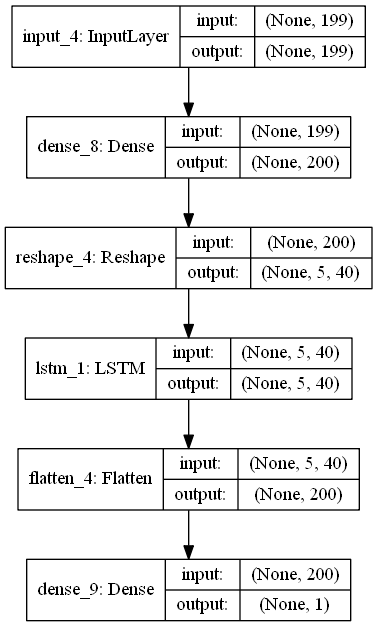 input_4: InputLayer
input: (None, 199)
output: (None, 199)
dense_8: Dense
input: (None, 199)
output: (None, 200)
reshape_4: Reshape
input: (None, 200)
output: (None, 5, 40)
lstm_1: LSTM
input: (None, 5, 40)
output: (None, 5, 40)
flatten_4: Flatten
input: (None, 5, 40)
output: (None, 200)
dense_9: Dense
input: (None, 200)
output: (None, 1)